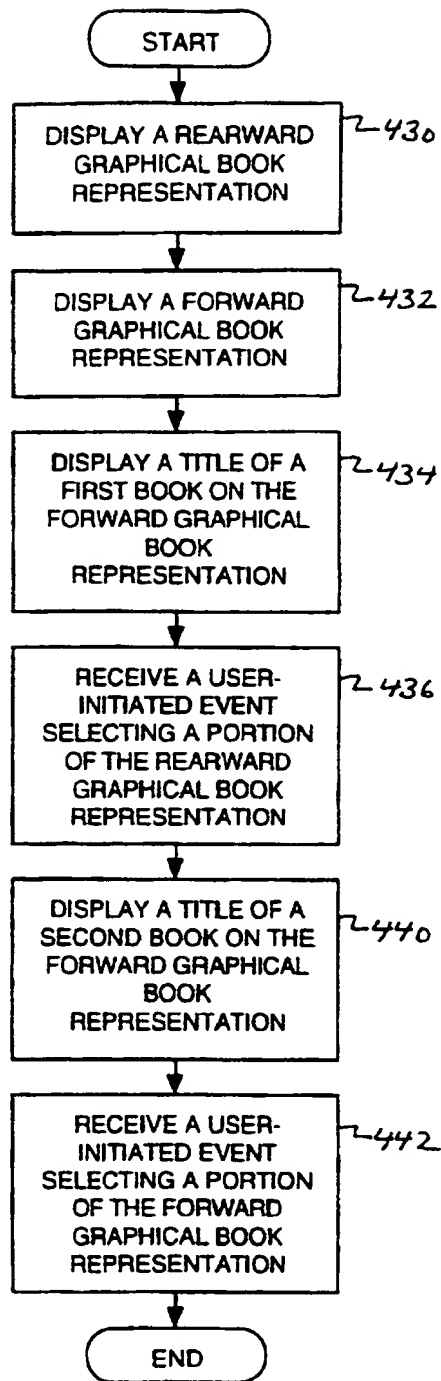 START
DISPLAY A REARWARD
GRAPHICAL BOOK
REPRESENTATION
430
DISPLAY A FORWARD
GRAPHICAL BOOK
REPRESENTATION
432
DISPLAY A TITLE OF A
FIRST BOOK ON THE
FORWARD GRAPHICAL
BOOK
REPRESENTATION
434
RECEIVE A USER-
INITIATED EVENT
SELECTING A PORTION
OF THE REARWARD
GRAPHICAL BOOK
REPRESENTATION
436
DISPLAY A TITLE OF A
SECOND BOOK ON THE
FORWARD GRAPHICAL
BOOK
REPRESENTATION
440
RECEIVE A USER-
INITIATED EVENT
SELECTING A PORTION
OF THE FORWARD
GRAPHICAL BOOK
REPRESENTATION
442
END